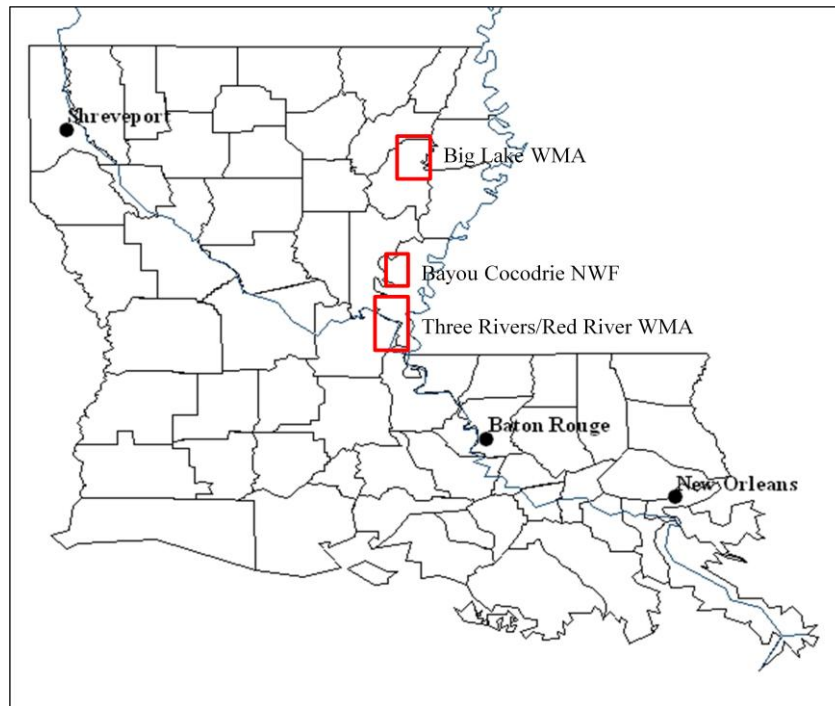 Shreveport
Big Lake WMA
Bayou Cocodrie NWF
Three Rivers/Red River WMA
Baton Rouge
New Orleans